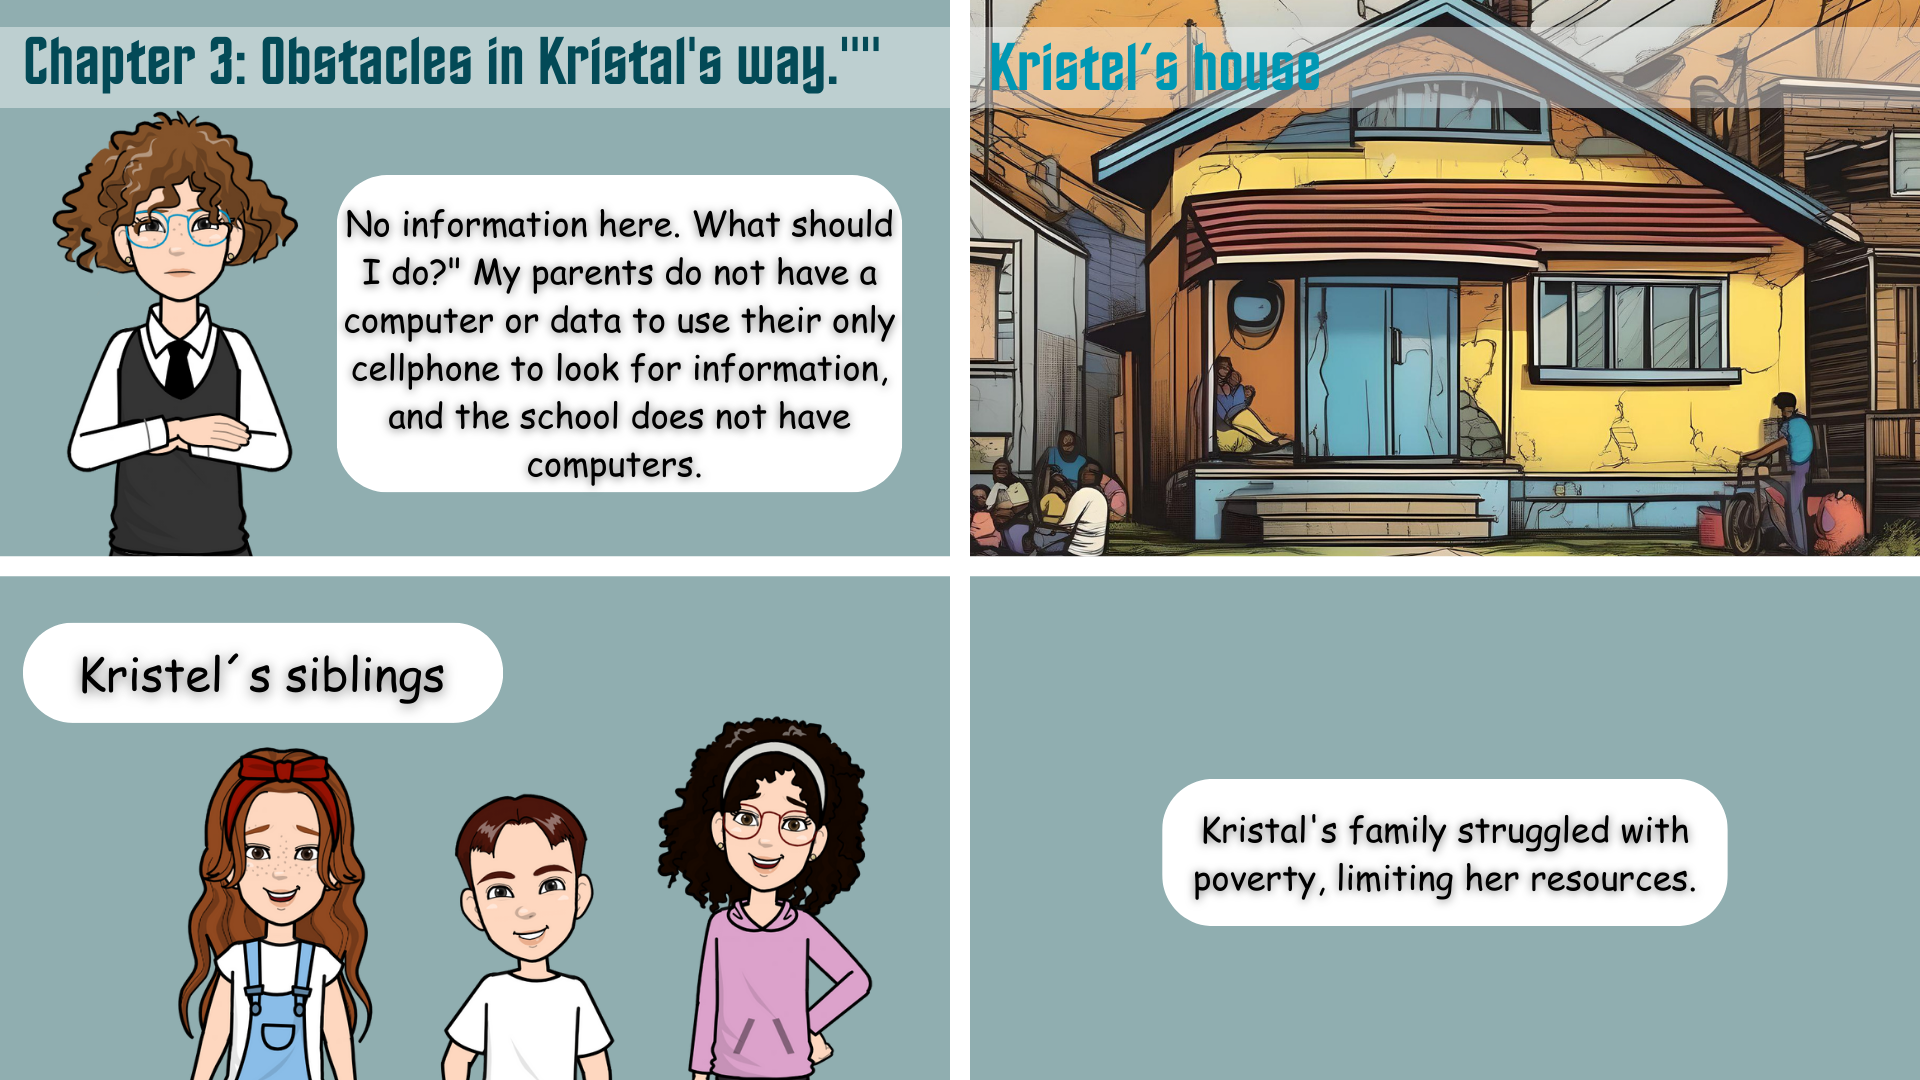 Chapter 3: Obstacles in Kristal's way.""
No information here. What should
I do?" My parents do not have a
computer or data to use their only
cellphone to look for information,
and the school does not have
computers.
Kristel´s house
Kristel´s siblings
Kristal's family struggled with
poverty, limiting her resources.